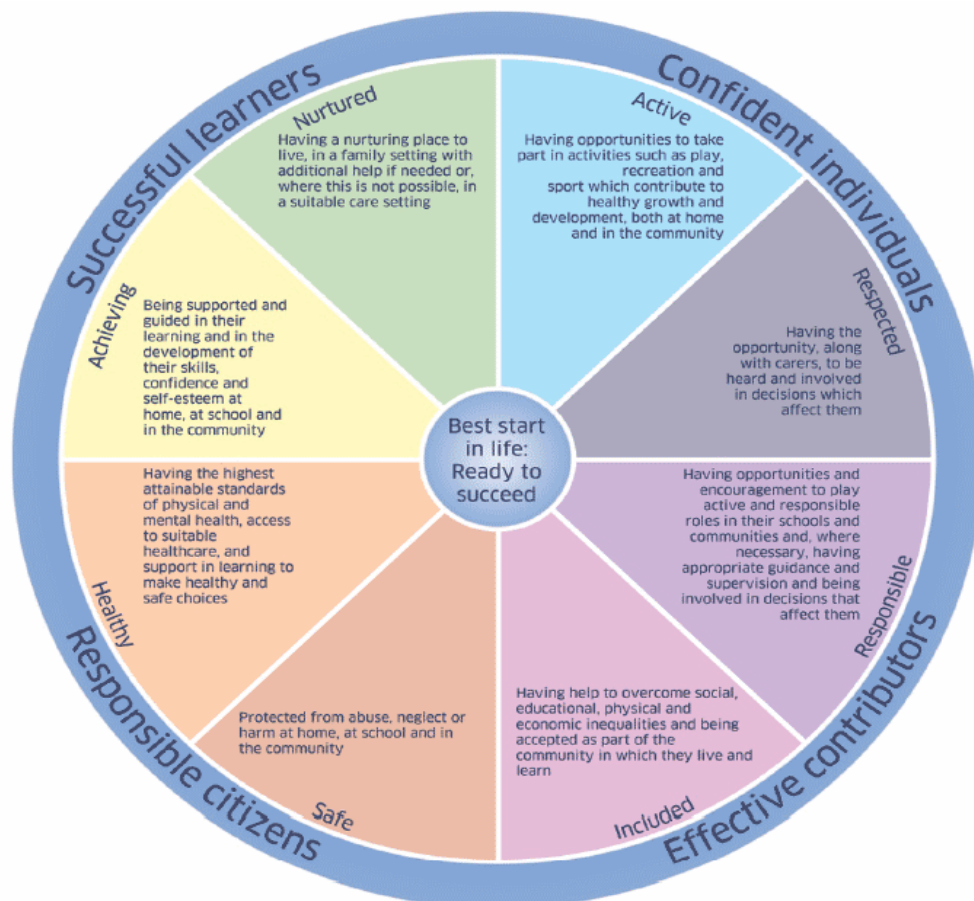 Successful learners
Confident individuals
Nurtured
Having a nurturing place to
live, in a family setting with
additional help if needed or,
where this is not possible, in
a suitable care setting
Active
Having opportunities to take
part in activities such as play,
recreation and
sport which contribute to
healthy growth and
development, both at home
and in the community
Achieving
Being supported and
guided in their
learning and in the
development of
their skills,
confidence and
self-esteem at
home, at school and
in the community
Respected
Having the
opportunity, along
with carers, to be
heard and involved
in decisions which
affect them
Best start
in life:
Ready to
succeed
Healthy
Having the highest
attainable standards
of physical and
mental health, access
to suitable
healthcare, and
support in learning to
make healthy and
safe choices
Responsible
Having opportunities and
encouragement to play
active and responsible
roles in their schools and
communities and, where
necessary, having
appropriate guidance and
supervision and being
involved in decisions that
affect them
Protected from abuse, neglect or
harm at home, at school and in
the community
Safe
Having help to overcome social,
educational, physical and
economic inequalities and being
accepted as part of the
community in which they live and
learn
Included
Responsible citizens
Effective contributors